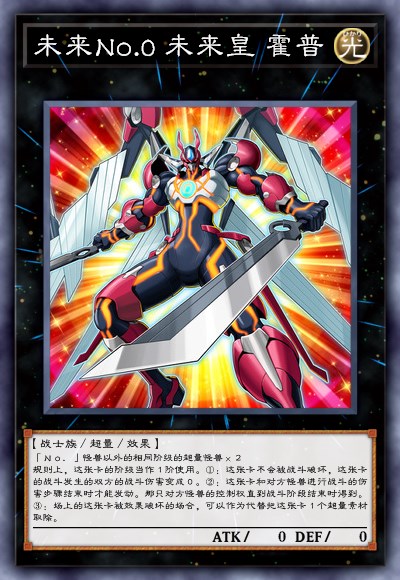 未来No.0 未来皇 霍普
光
ひかり
【战士族／超量／效果】
「No.」怪兽以外的相同阶级的超量怪兽×2
规则上，这张卡的阶级当作1阶使用。①：这张卡不会被战斗破坏，这张卡
的战斗发生的双方的战斗伤害变成0。②：这张卡和对方怪兽进行战斗的伤
害步骤结束时才能发动。那只对方怪兽的控制权直到战斗阶段结束时得到。
③：场上的这张卡被效果破坏的场合，可以作为代替把这张卡1个超量素材
取除。
ATK/ 0 DEF/ 0